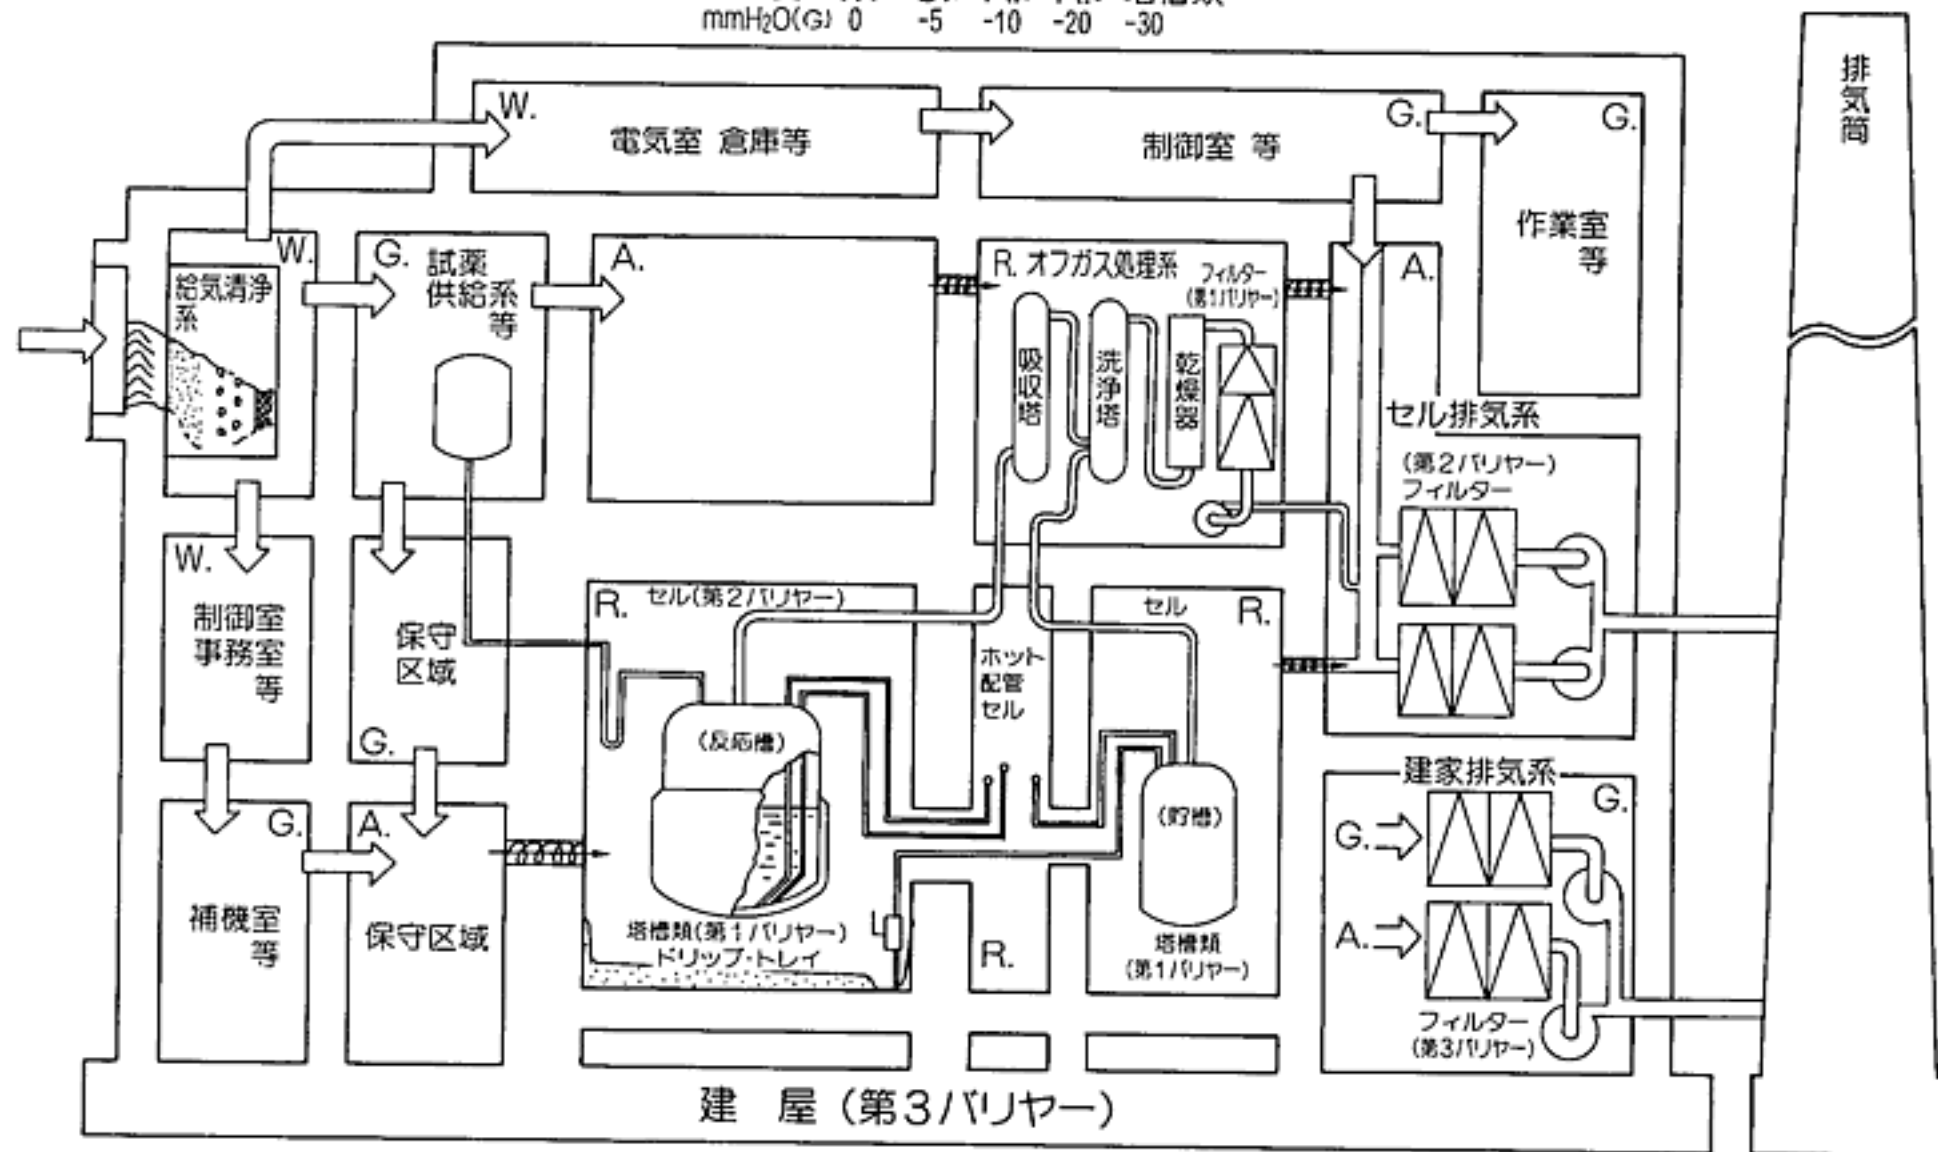 mmH₂O(G) 0 -5 -10 -20 -30
排気筒
W.
電気室 倉庫等
G.
制御室 等
G.
作業室
等
W.
給気清浄
系
G.
試薬
供給系
等
A.
R. オフガス処理系
フィルター
(第1バリヤー)
吸収塔
洗浄塔
乾燥器
A.
セル排気系
(第2バリヤー)
フィルター
W.
制御室
事務室
等
保守
区域
G.
R.
セル(第2バリヤー)
(反応槽)
塔槽類(第1バリヤー)
ドリップ・トレイ
L
ホット
配管
セル
R.
セル
R.
(貯槽)
塔槽類
(第1バリヤー)
G.
補機室
等
A.
保守区域
建家排気系
G.
G.
A.
フィルター
(第3バリヤー)
建 屋 (第3バリヤー)